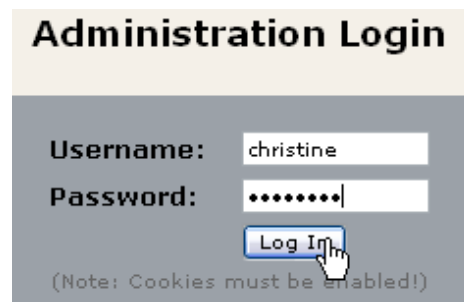 Administration Login
Username: christine
Password: ••••••••
Log In
(Note: Cookies must be enabled!)